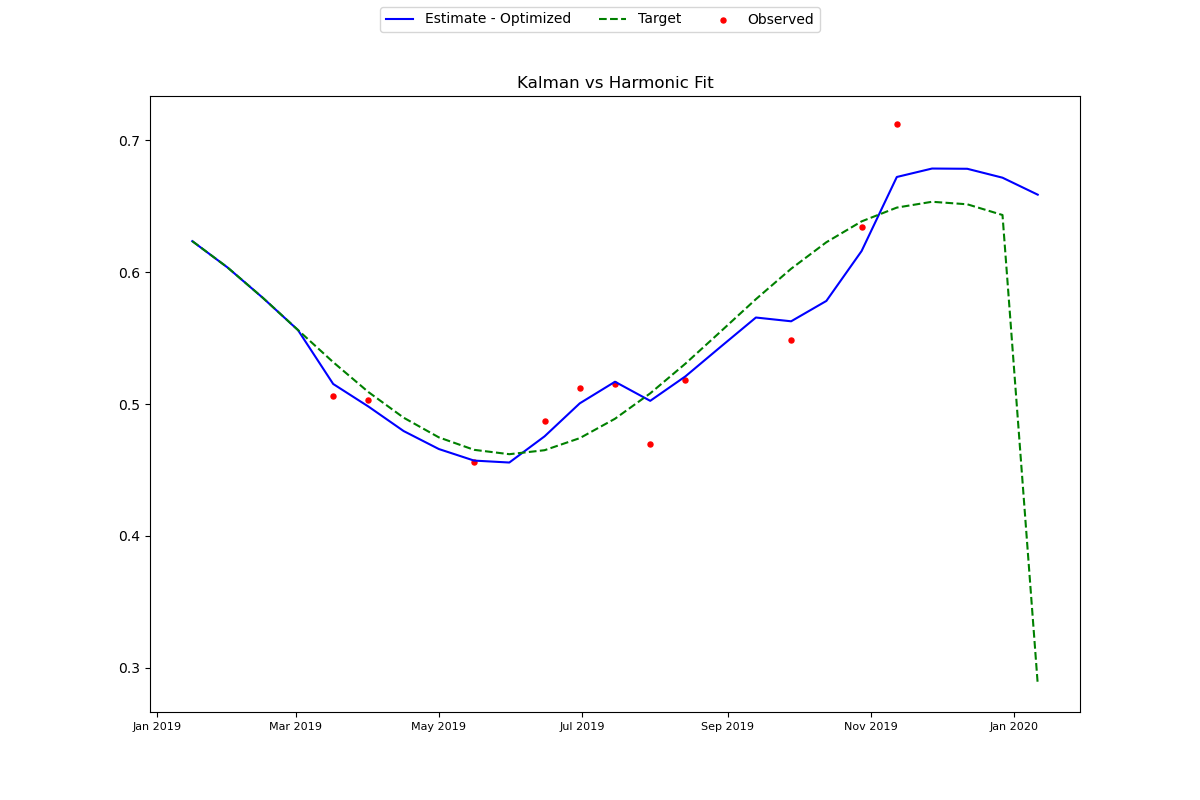 Estimate - Optimized Target Observed
Kalman vs Harmonic Fit
0.7
0.6
0.5
0.4
0.3
Jan 2019 Mar 2019 May 2019 Jul 2019 Sep 2019 Nov 2019 Jan 2020